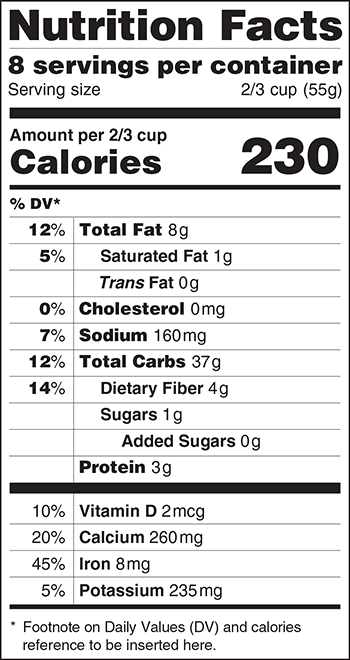 Nutrition Facts
8 servings per container
Serving size 2/3 cup (55g)
Amount per 2/3 cup
Calories 230
% DV*
12% Total Fat 8g
5% Saturated Fat 1g
Trans Fat 0g
0% Cholesterol 0mg
7% Sodium 160mg
12% Total Carbs 37g
14% Dietary Fiber 4g
Sugars 1g
Added Sugars 0g
Protein 3g
10% Vitamin D 2mcg
20% Calcium 260mg
45% Iron 8mg
5% Potassium 235mg
* Footnote on Daily Values (DV) and calories
reference to be inserted here.